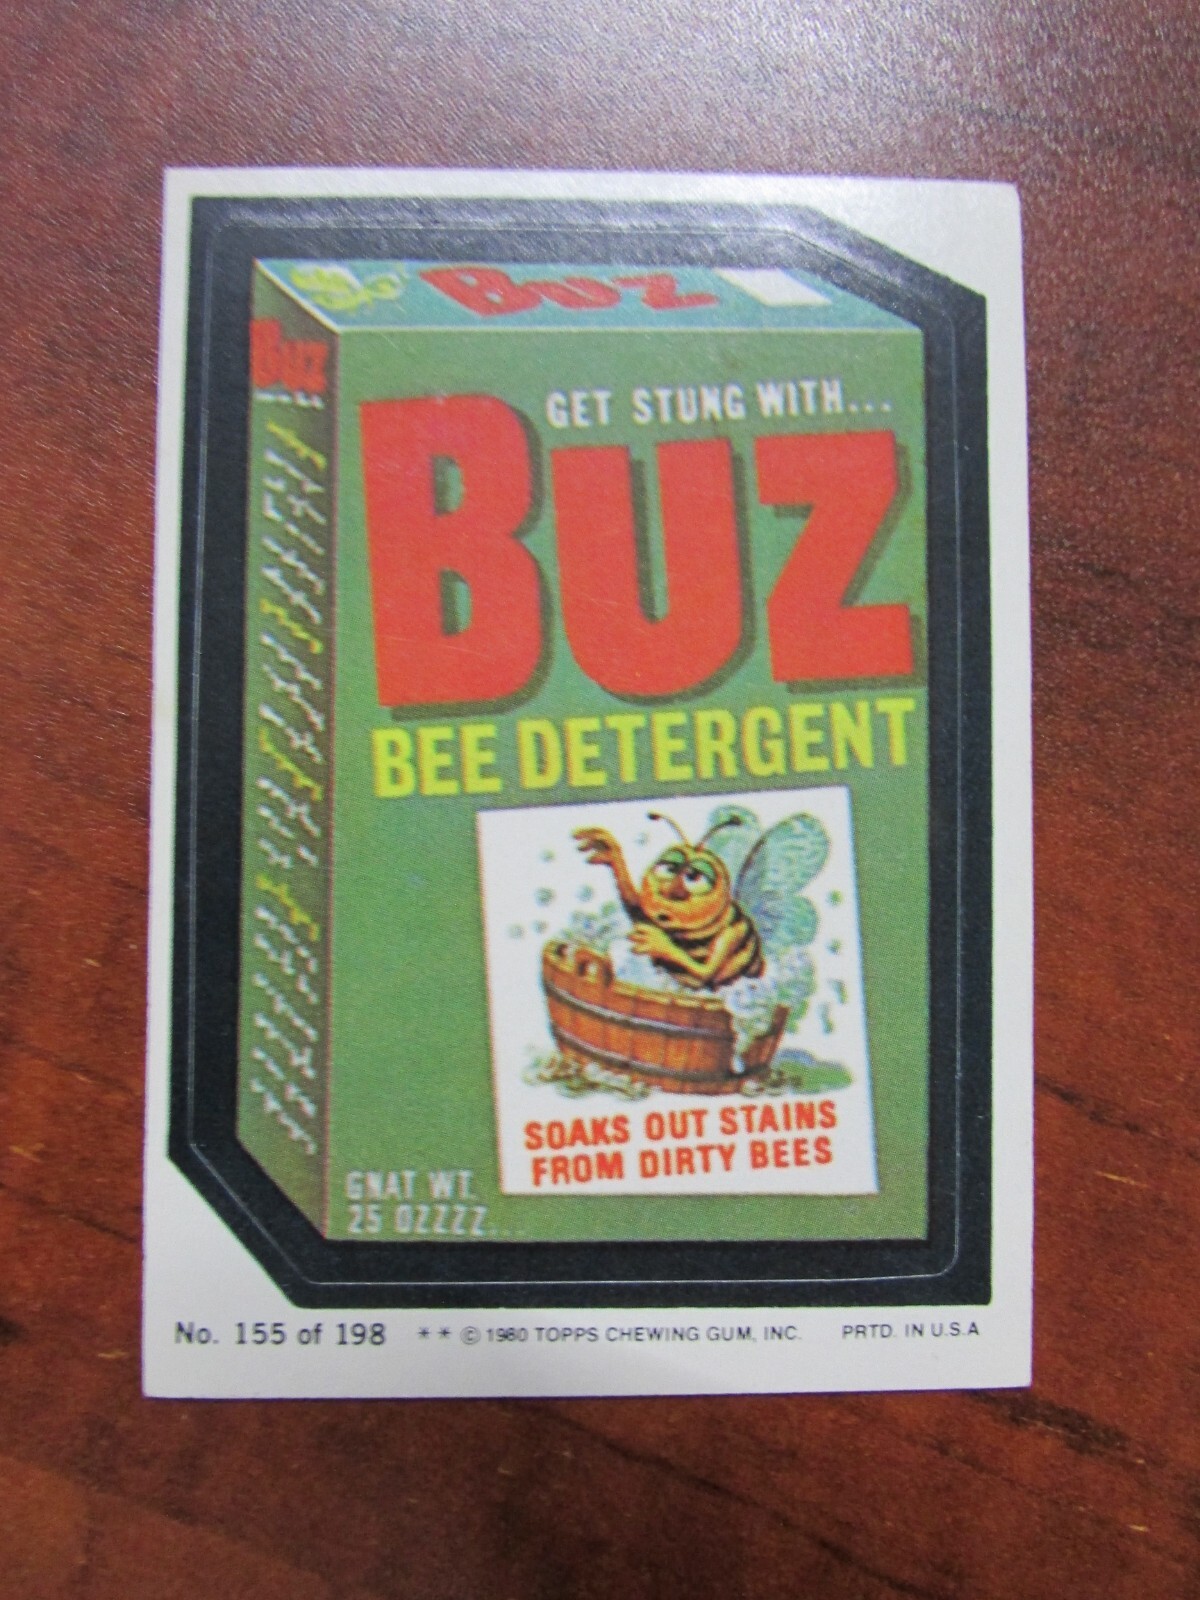 BUZ
BUZ
GET STUNG WITH...
BUZ
BEE DETERGENT
SOAKS OUT STAINS
FROM DIRTY BEES
GNAT WT.
25 OZZZZ...
No. 155 of 198 ** © 1980 TOPPS CHEWING GUM, INC. PRTD. IN U.S.A